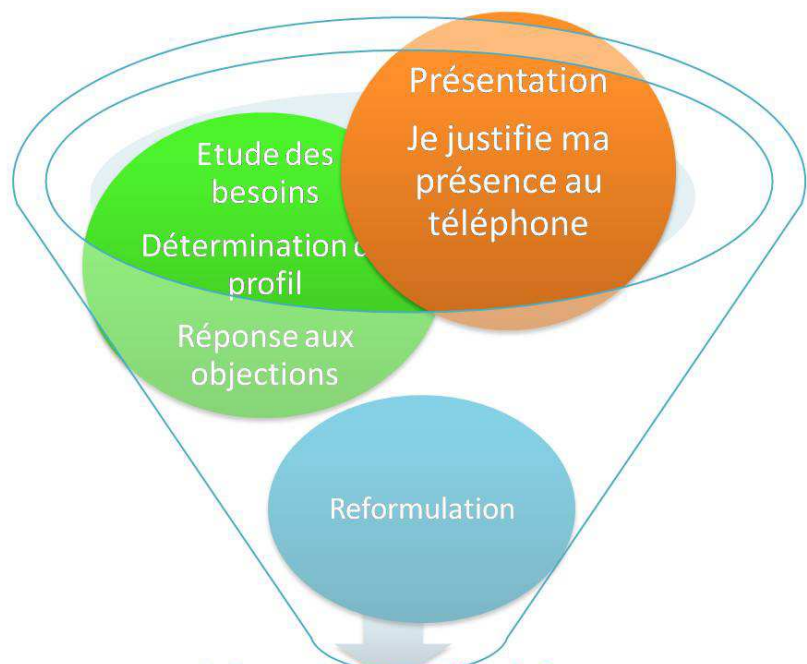 Présentation
Je justifie ma
présence au
téléphone
Etude des
besoins
Détermination
profil
Réponse aux
objections
Reformulation